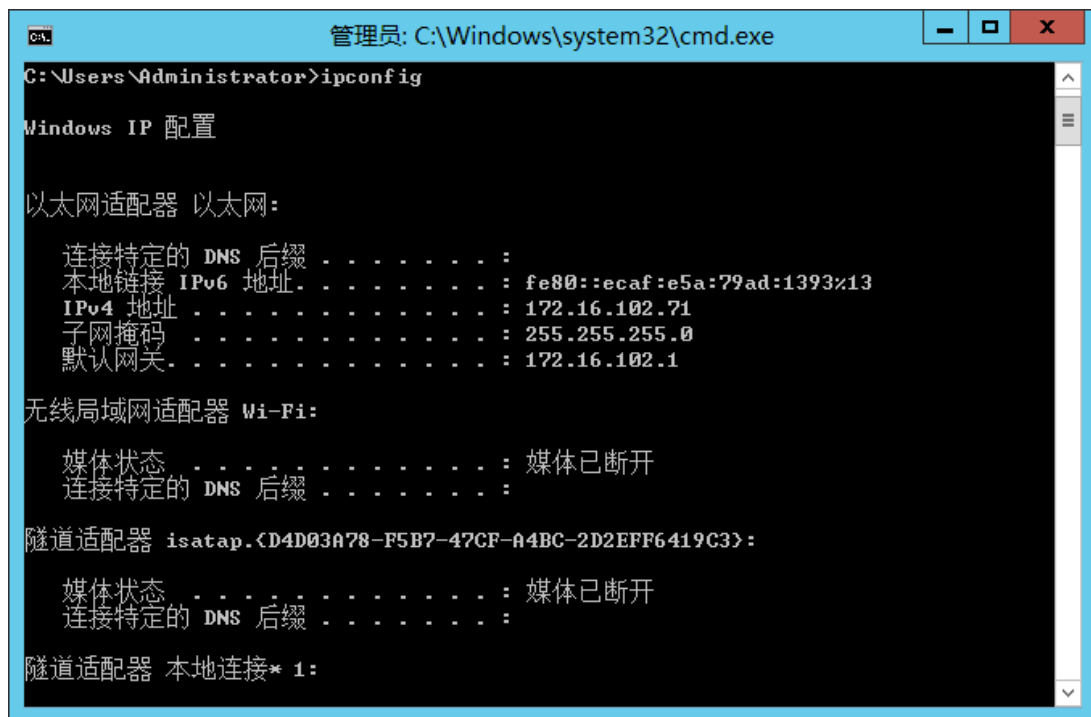 管理员: C:\Windows\system32\cmd.exe
C:\Users\Administrator>ipconfig
Windows IP 配置
以太网适配器 以太网:
连接特定的 DNS 后缀 . . . . . . . :
本地链接 IPv6 地址. . . . . . . . : fe80::ecaf:e5a:79ad:1393%13
IPv4 地址 . . . . . . . . . . . . : 172.16.102.71
子网掩码  . . . . . . . . . . . . : 255.255.255.0
默认网关. . . . . . . . . . . . . : 172.16.102.1
无线局域网适配器 Wi-Fi:
媒体状态  . . . . . . . . . . . . : 媒体已断开
连接特定的 DNS 后缀 . . . . . . . :
隧道适配器 isatap.{D4D03A78-F5B7-47CF-A4BC-2D2EFF6419C3}:
媒体状态  . . . . . . . . . . . . : 媒体已断开
连接特定的 DNS 后缀 . . . . . . . :
隧道适配器 本地连接* 1: